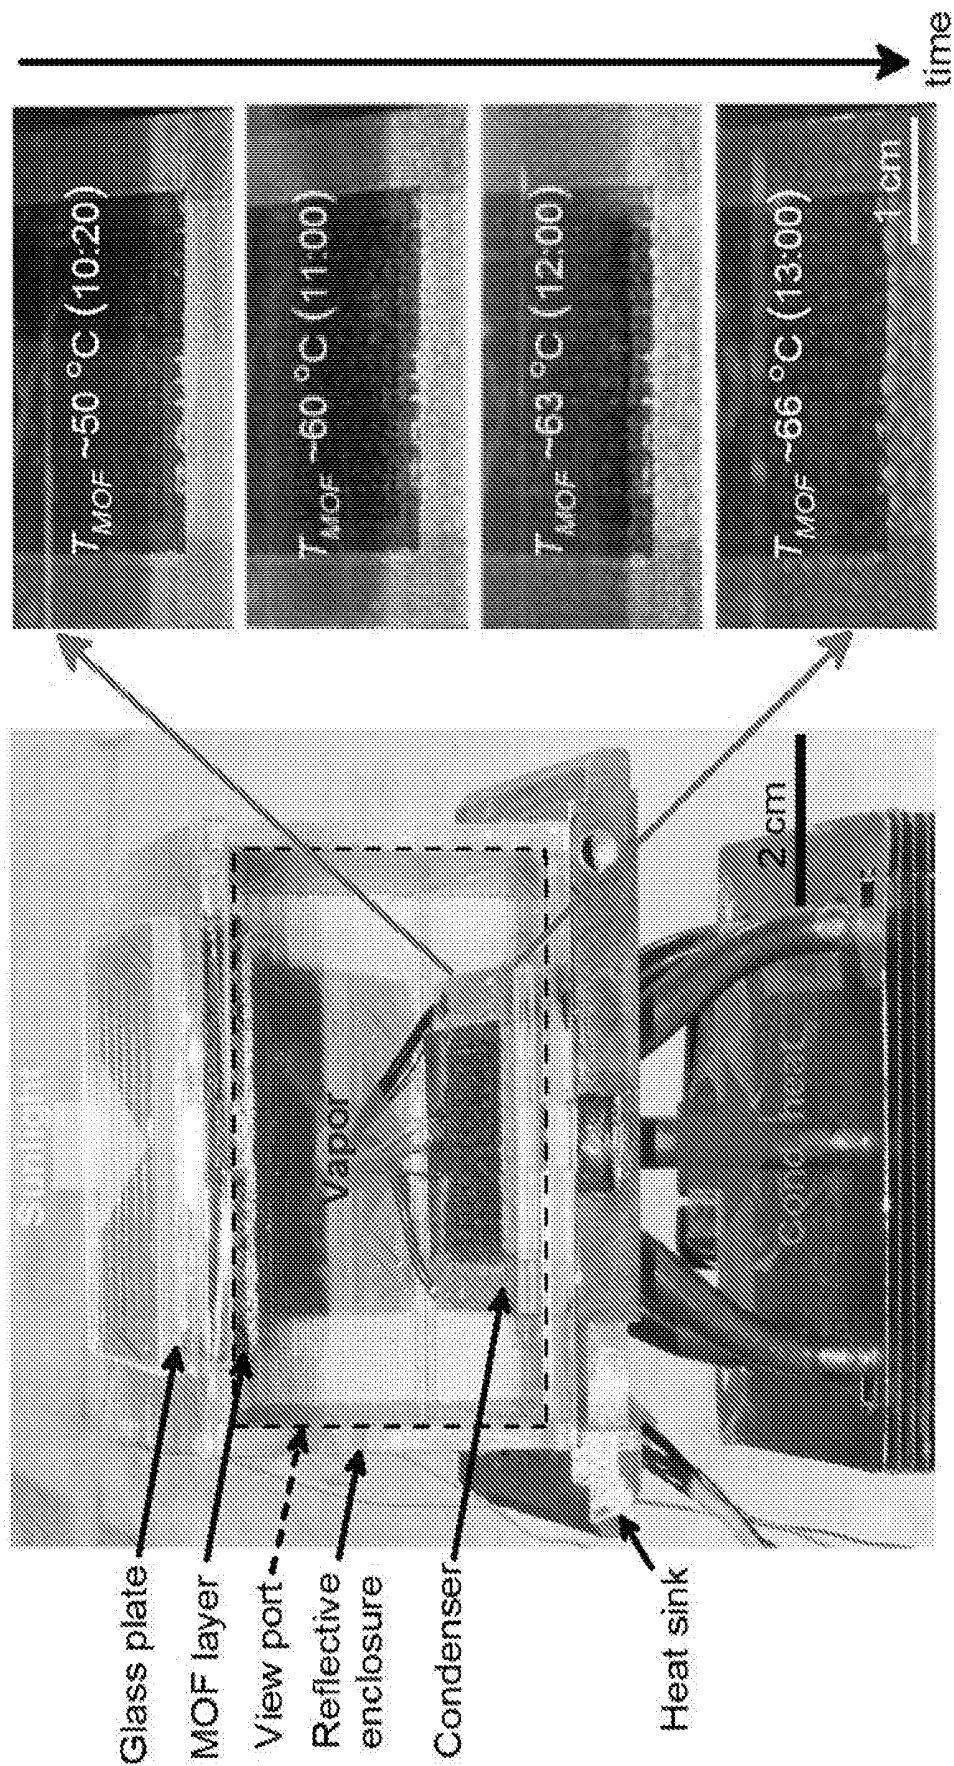 Glass plate
MOF layer
View port
Reflective
enclosure
Condenser
Heat sink
Sunlight
Vapor
2 cm
T_MOF ~50 °C (10:20)
T_MOF ~60 °C (11:00)
T_MOF ~63 °C (12:00)
T_MOF ~66 °C (13:00)
1 cm
time